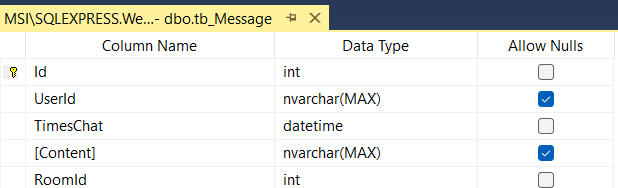 MSI\SQLEXPRESS.We...- dbo.tb_Message
Column Name Data Type Allow Nulls
Id int
UserId nvarchar(MAX)
TimesChat datetime
[Content] nvarchar(MAX)
RoomId int